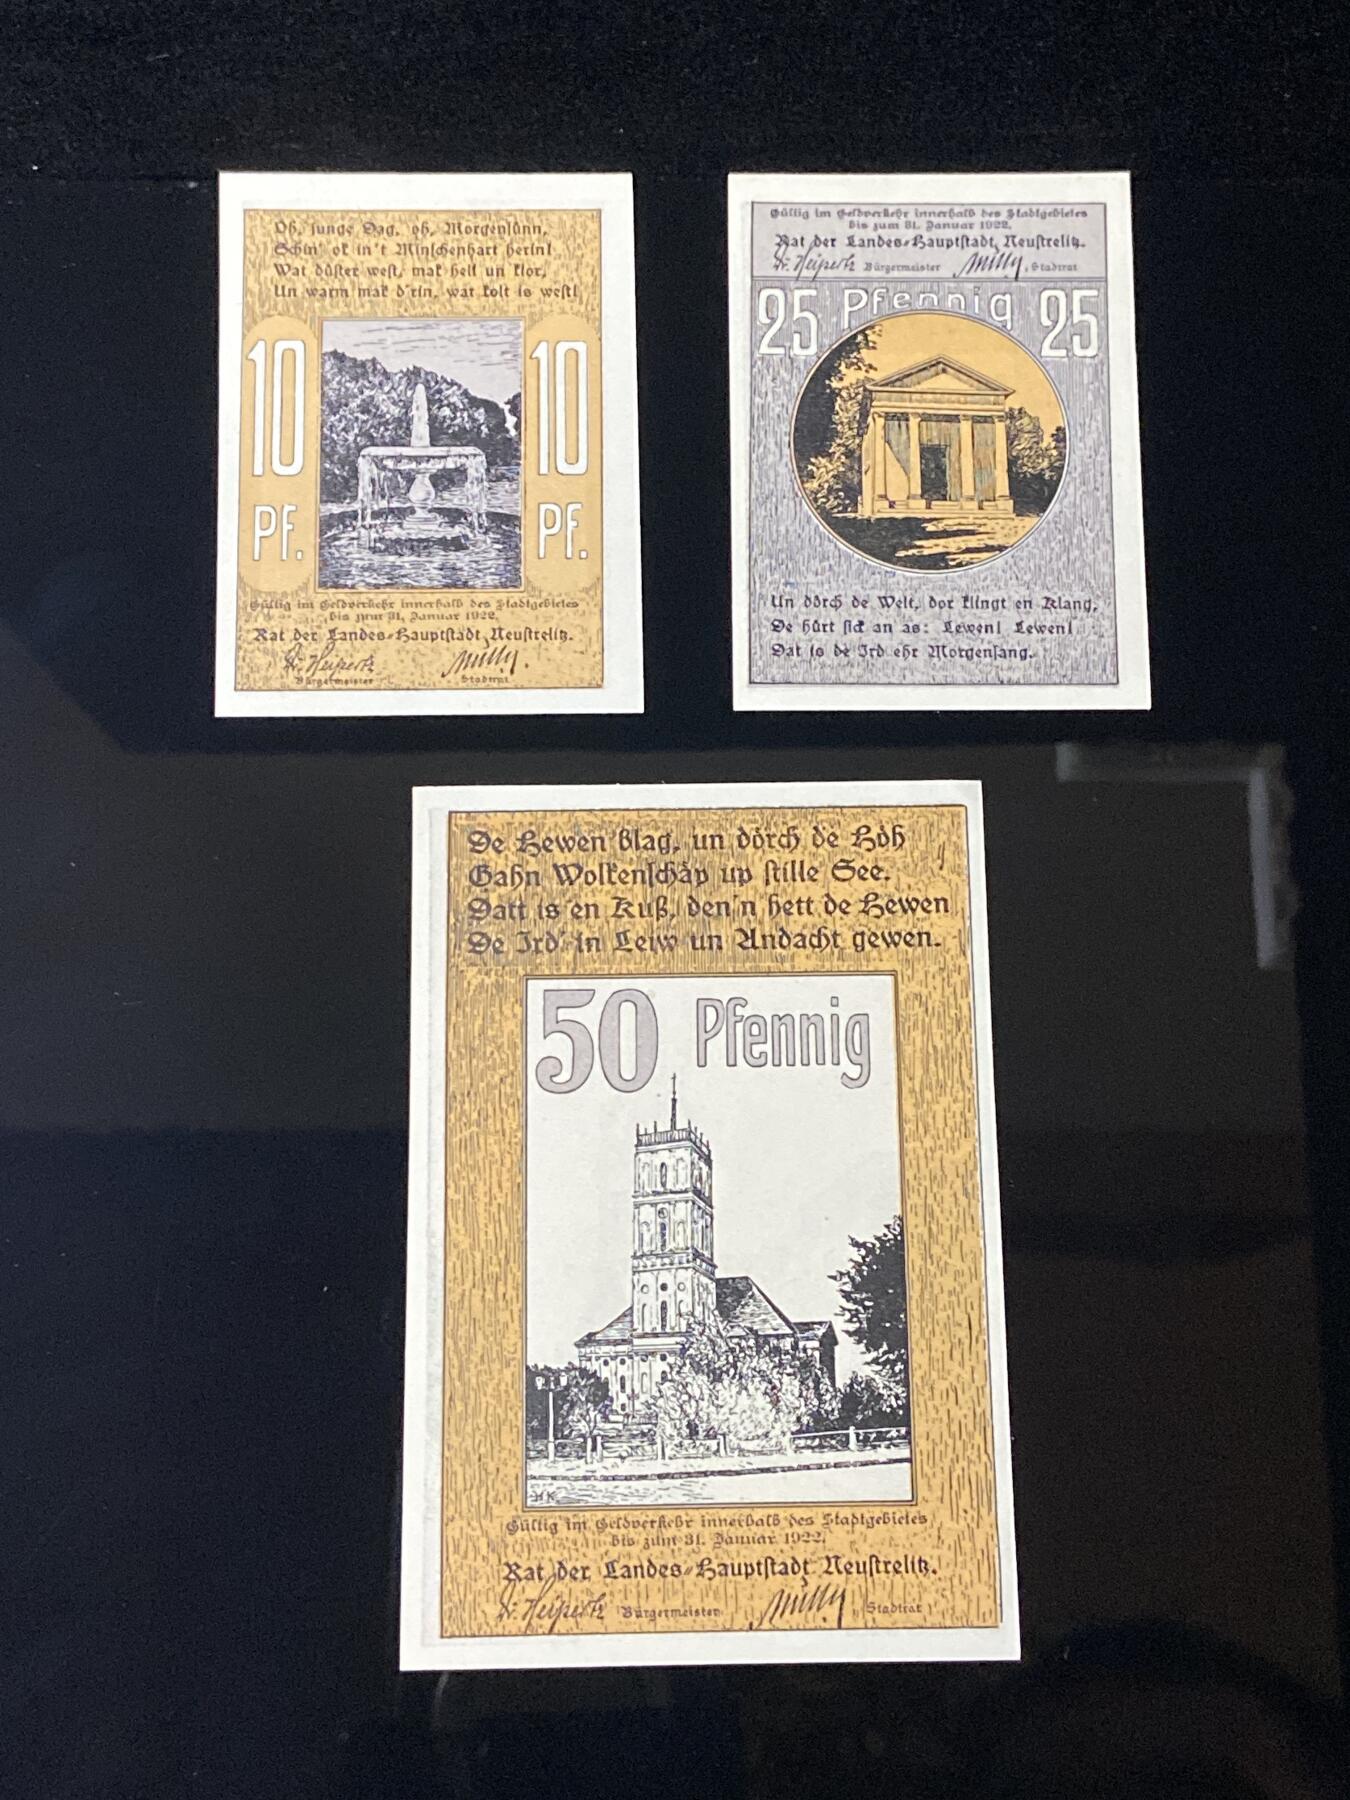 Oh, junge Dag, oh, Morgensünn,
Schin' ok in't Minschenhart herin!
Wat düster west, mak hell un klor,
Un warm mak d'rin, wat kolt is west!
10
10
PF.
PF.
Gültig im Geldverkehr innerhalb des Stadtgebietes
bis zum 31. Januar 1922.
Rat der Landes-Hauptstadt Neustrelitz.
Bürgermeister
Stadtrat
Gültig im Geldverkehr innerhalb des Stadtgebietes
bis zum 31. Januar 1922.
Rat der Landes-Hauptstadt Neustrelitz.
Bürgermeister
Stadtrat
25 Pfennig 25
Un dörch de Welt, dor klingt en Klang,
De hürt sick an as: Lewen! Lewen!
Dat is de Ird ehr Morgensang.
De Hewen blag, un dörch de Höh
Gahn Wolkenschäp up stille See.
Datt is en Kuß, den'n hett de Hewen
De Ird' in Leiw un Andacht gewen.
50 Pfennig
HK
Gültig im Geldverkehr innerhalb des Stadtgebietes
bis zum 31. Januar 1922.
Rat der Landes-Hauptstadt Neustrelitz.
Bürgermeister
Stadtrat